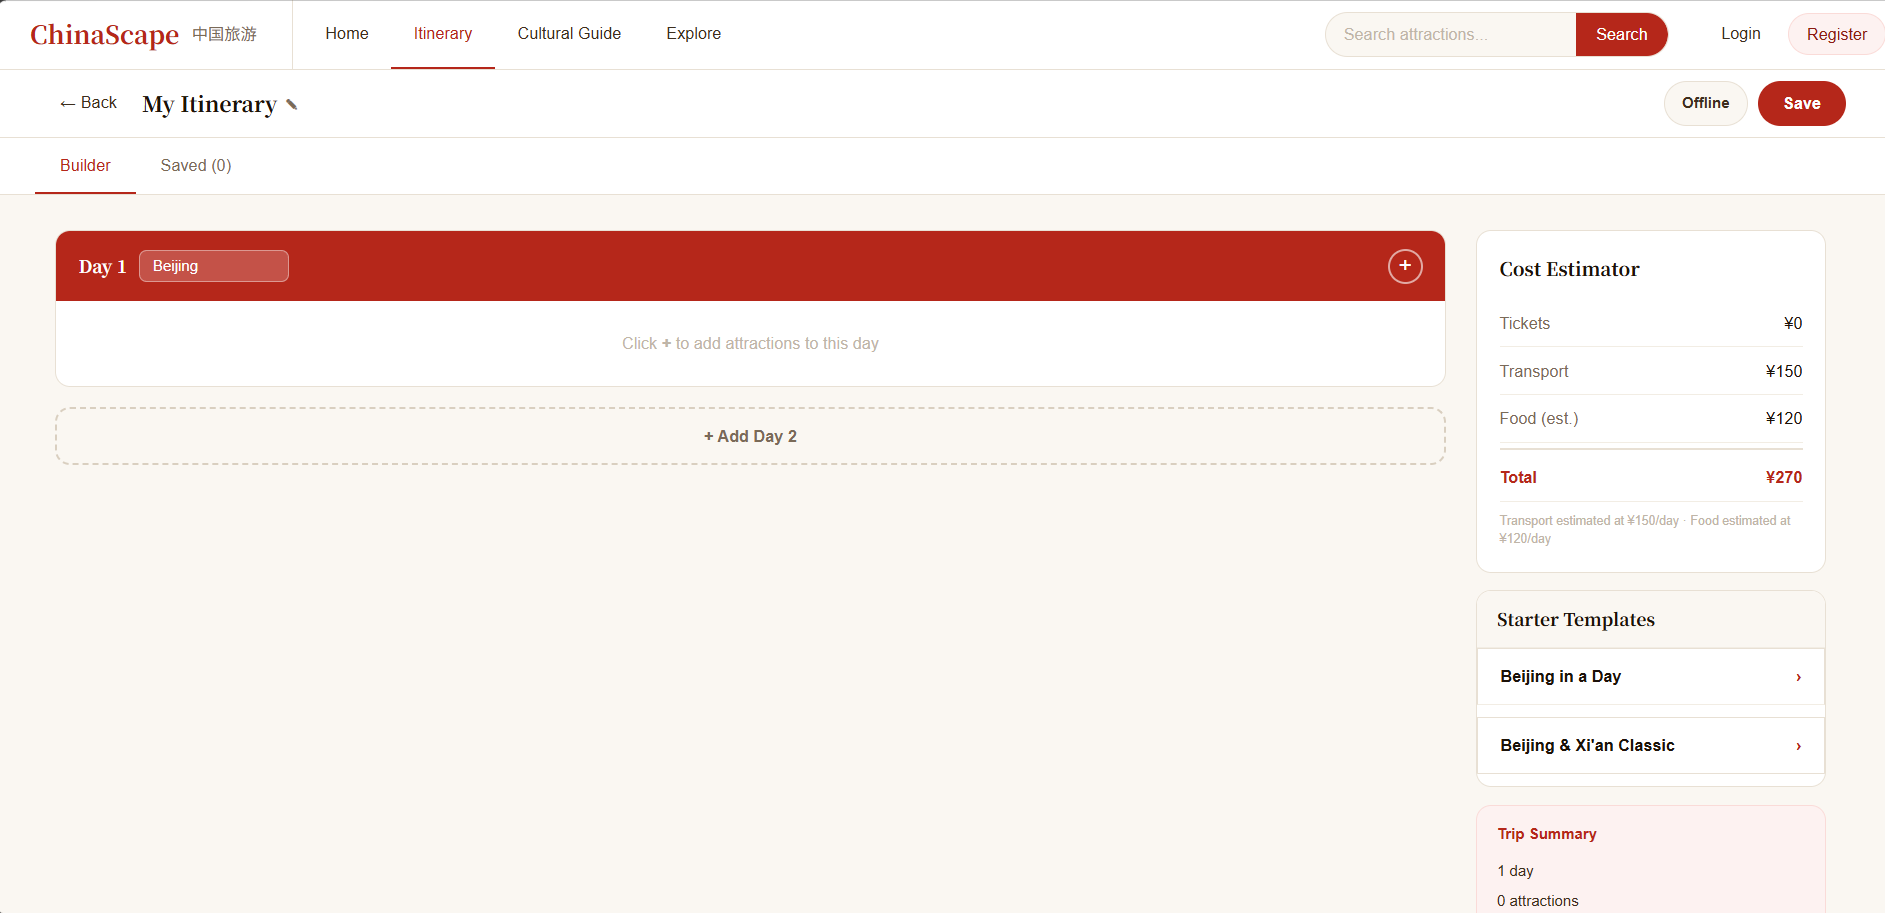 ChinaScape 中国旅游 Home Itinerary Cultural Guide Explore Search attractions... Search Login Register
← Back My Itinerary Offline Save
Builder Saved (0)
Day 1 Beijing +
Click + to add attractions to this day
+ Add Day 2
Cost Estimator
Tickets ¥0
Transport ¥150
Food (est.) ¥120
Total ¥270
Transport estimated at ¥150/day · Food estimated at
¥120/day
Starter Templates
Beijing in a Day ›
Beijing & Xi'an Classic ›
Trip Summary
1 day
0 attractions